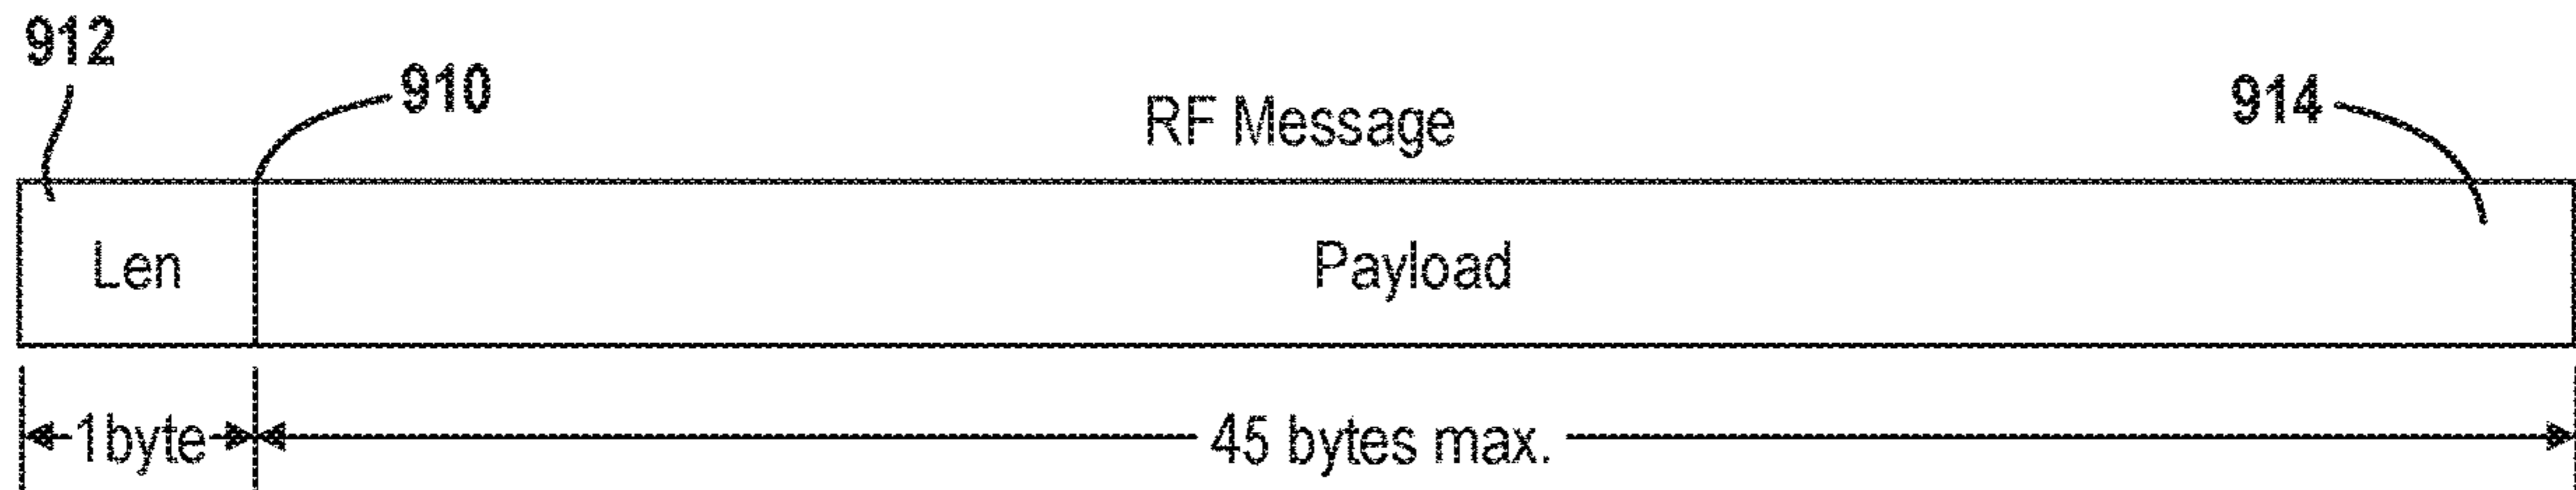 912
910
RF Message
914
Len
Payload
1byte
45 bytes max.